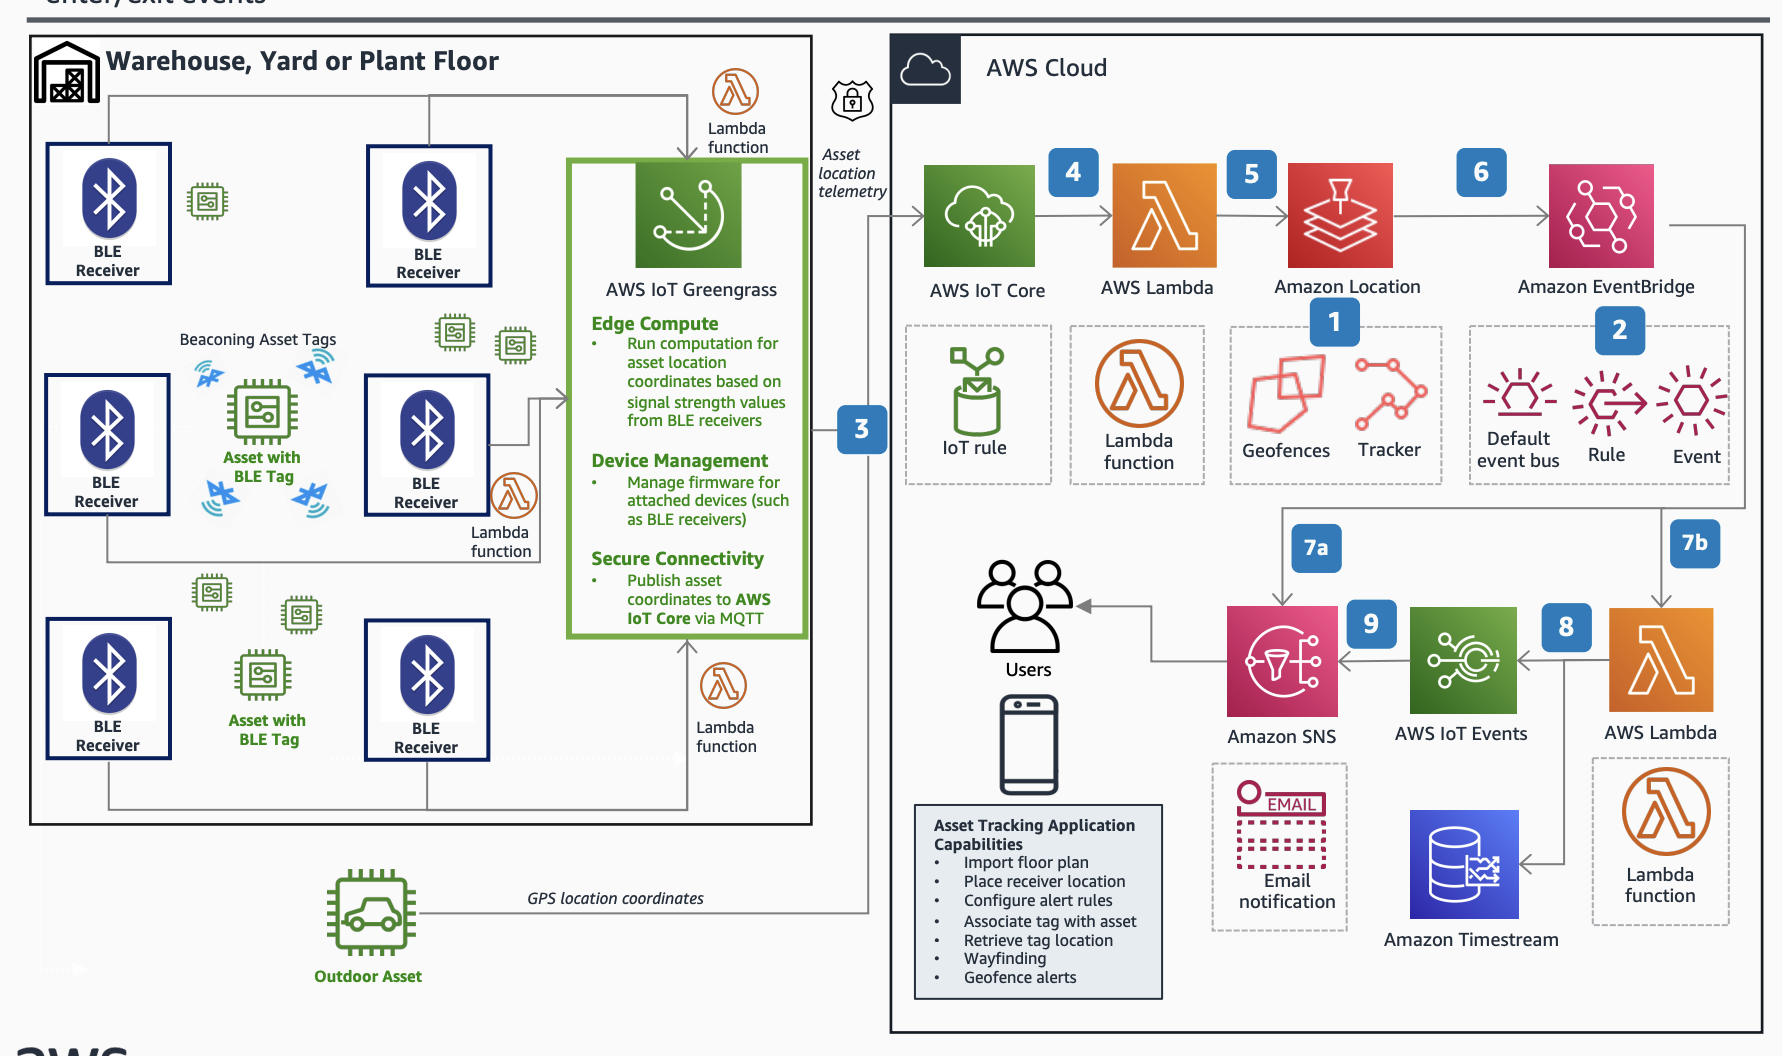 enter/exit events
Warehouse, Yard or Plant Floor
Lambda
function
BLE
Receiver
BLE
Receiver
AWS IoT Greengrass
Edge Compute
• Run computation for
asset location
coordinates based on
signal strength values
from BLE receivers
Device Management
• Manage firmware for
attached devices (such
as BLE receivers)
Secure Connectivity
• Publish asset
coordinates to AWS
IoT Core via MQTT
Beaconing Asset Tags
BLE
Receiver
Asset with
BLE Tag
BLE
Receiver
Lambda
function
BLE
Receiver
Asset with
BLE Tag
BLE
Receiver
Lambda
function
Outdoor Asset
GPS location coordinates
Asset
location
telemetry
3
AWS Cloud
4
5
6
AWS IoT Core
AWS Lambda
Amazon Location
Amazon EventBridge
1
2
IoT rule
Lambda
function
Geofences
Tracker
Default
event bus
Rule
Event
7a
7b
Users
9
8
Amazon SNS
AWS IoT Events
AWS Lambda
EMAIL
Email
notification
Amazon Timestream
Lambda
function
Asset Tracking Application
Capabilities
• Import floor plan
• Place receiver location
• Configure alert rules
• Associate tag with asset
• Retrieve tag location
• Wayfinding
• Geofence alerts
aws